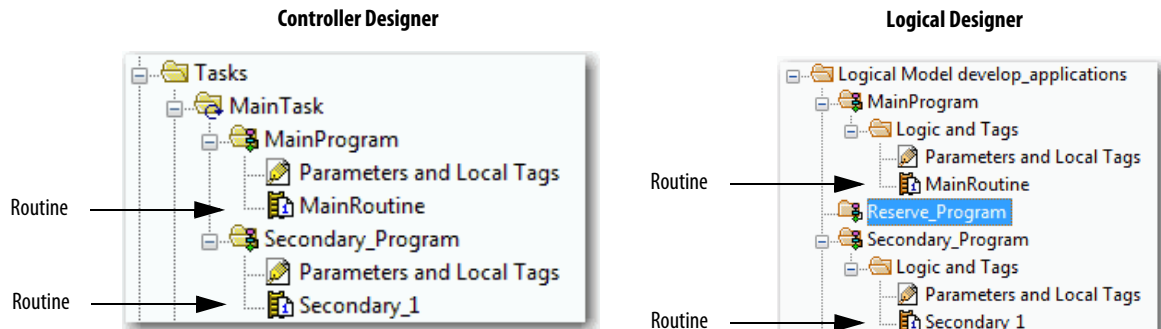 Controller Designer
Tasks
MainTask
MainProgram
Parameters and Local Tags
Routine
MainRoutine
Secondary_Program
Parameters and Local Tags
Routine
Secondary_1
Logical Designer
Logical Model develop_applications
MainProgram
Logic and Tags
Parameters and Local Tags
Routine
MainRoutine
Reserve_Program
Secondary_Program
Logic and Tags
Parameters and Local Tags
Routine
Secondary 1